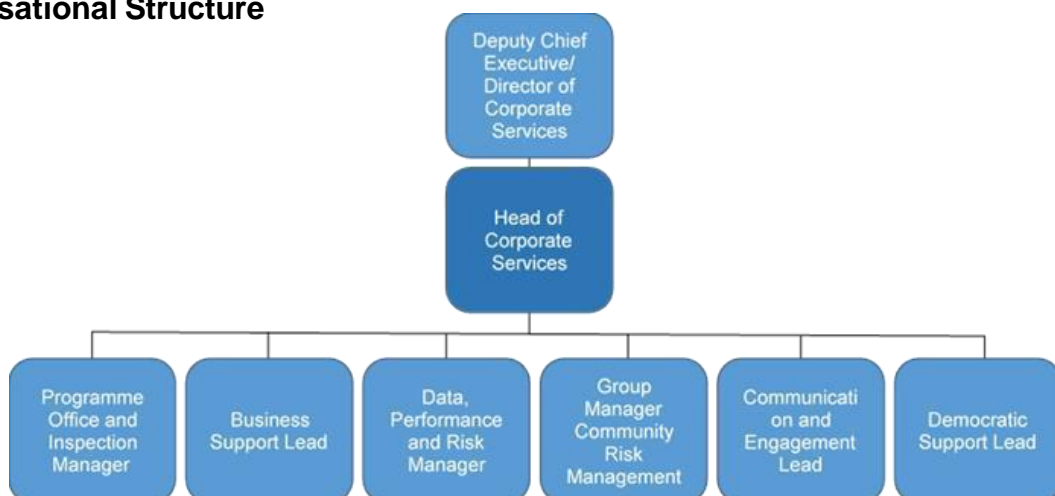 sational Structure
Deputy Chief
Executive/
Director of
Corporate
Services
Head of
Corporate
Services
Programme
Office and
Inspection
Manager
Business
Support Lead
Data,
Performance
and Risk
Manager
Group
Manager
Community
Risk
Management
Communicati
on and
Engagement
Lead
Democratic
Support Lead